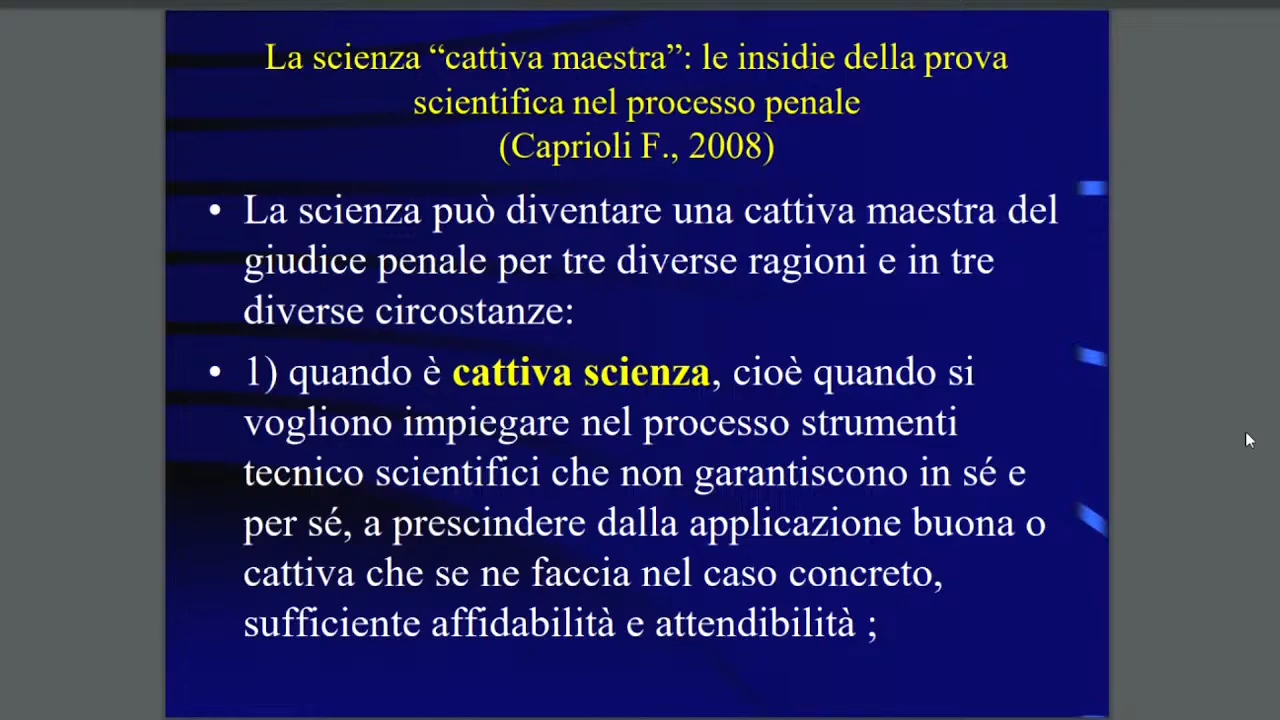 La scienza “cattiva maestra”: le insidie della prova
scientifica nel processo penale
(Caprioli F., 2008)
• La scienza può diventare una cattiva maestra del
giudice penale per tre diverse ragioni e in tre
diverse circostanze:
• 1) quando è cattiva scienza, cioè quando si
vogliono impiegare nel processo strumenti
tecnico scientifici che non garantiscono in sé e
per sé, a prescindere dalla applicazione buona o
cattiva che se ne faccia nel caso concreto,
sufficiente affidabilità e attendibilità ;